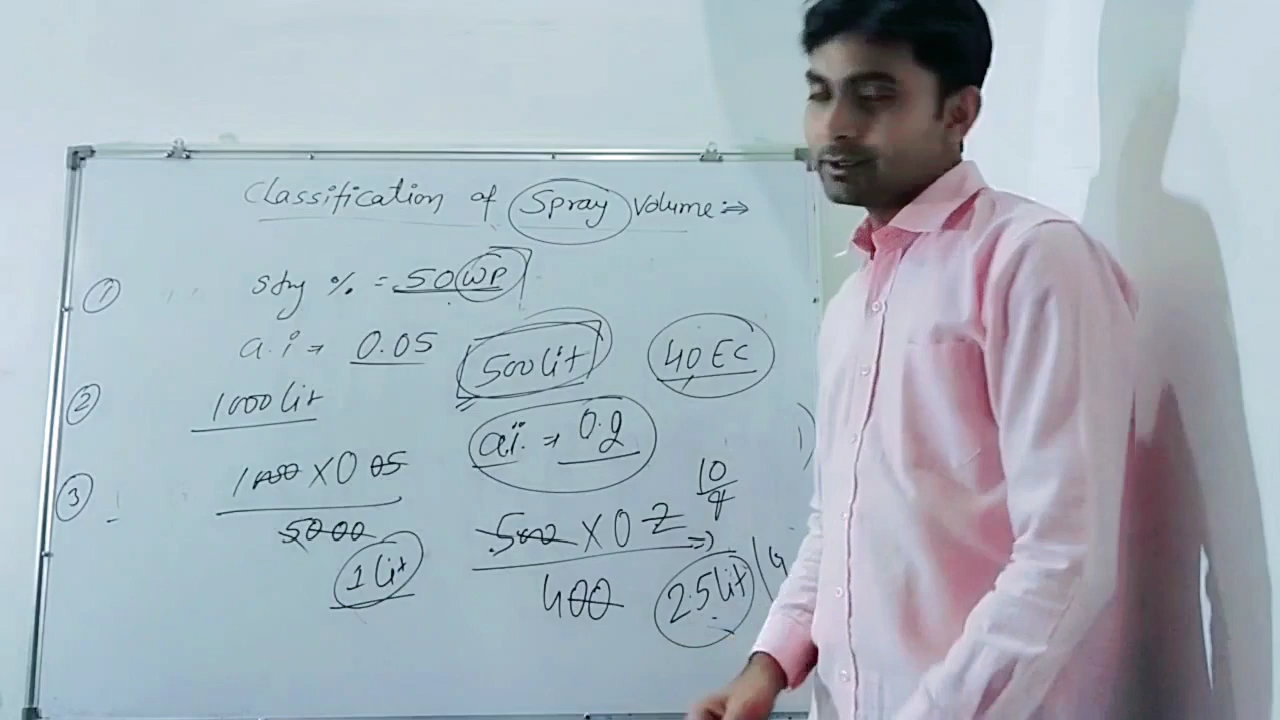 Classification of Spray Volume :⇒
① stry % = 50 WP
a.i → 0.05
500 lit
40 EC
② 1000 lit
a.i. → 0.2
③ 1000 X 0 05
5000
1 lit
500 X 0 2 ⇒
400
10
4
2.5 lit